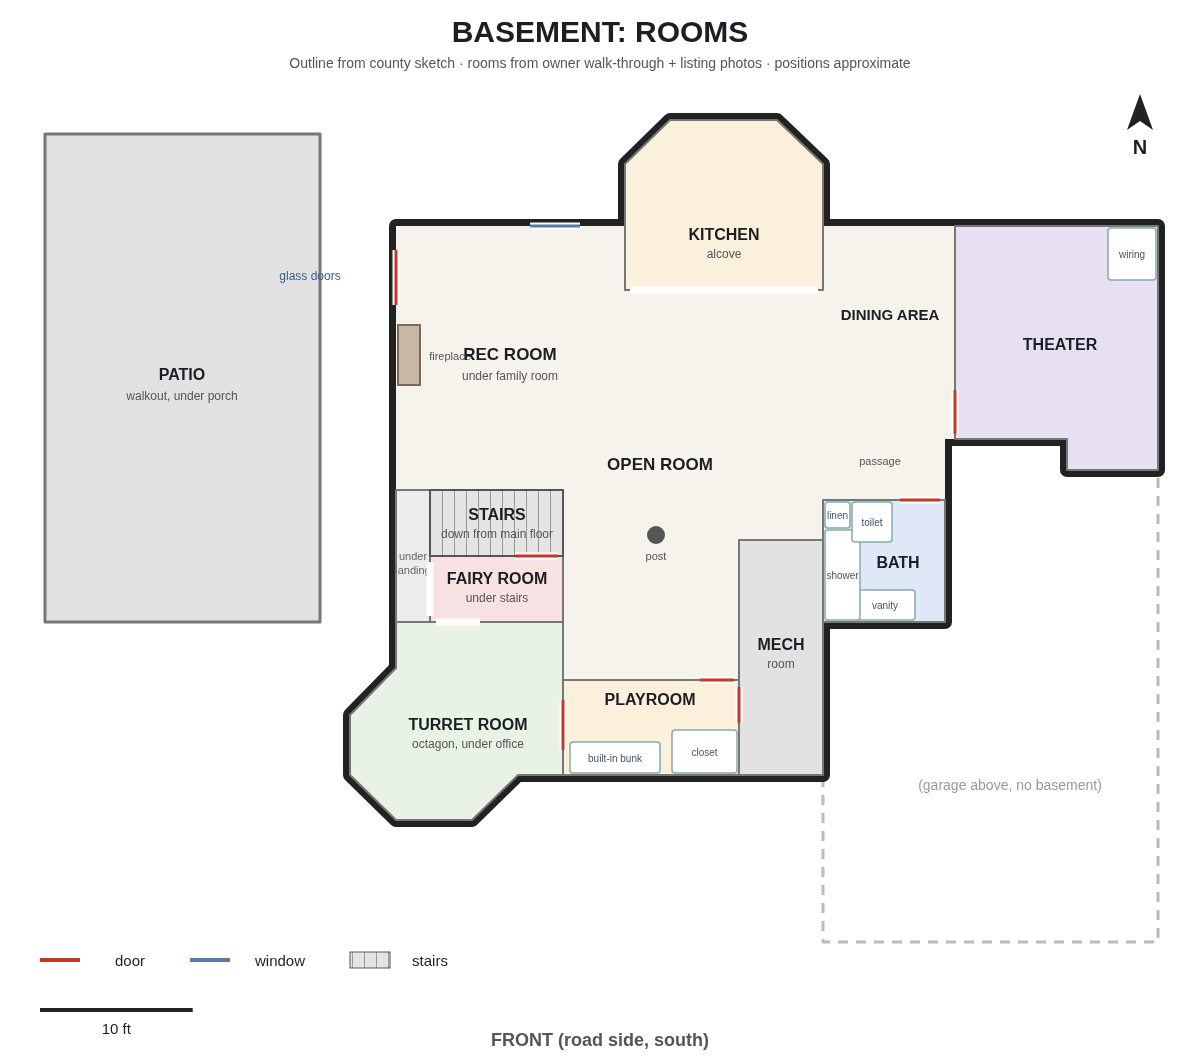 BASEMENT: ROOMS
Outline from county sketch · rooms from owner walk-through + listing photos · positions approximate
N
KITCHEN
alcove
wiring
glass doors
DINING AREA
THEATER
fireplace
REC ROOM
under family room
PATIO
walkout, under porch
OPEN ROOM
passage
STAIRS
down from main floor
linen
toilet
under
landing
post
BATH
shower
FAIRY ROOM
under stairs
vanity
MECH
room
PLAYROOM
TURRET ROOM
octagon, under office
built-in bunk
closet
(garage above, no basement)
door
window
stairs
10 ft
FRONT (road side, south)